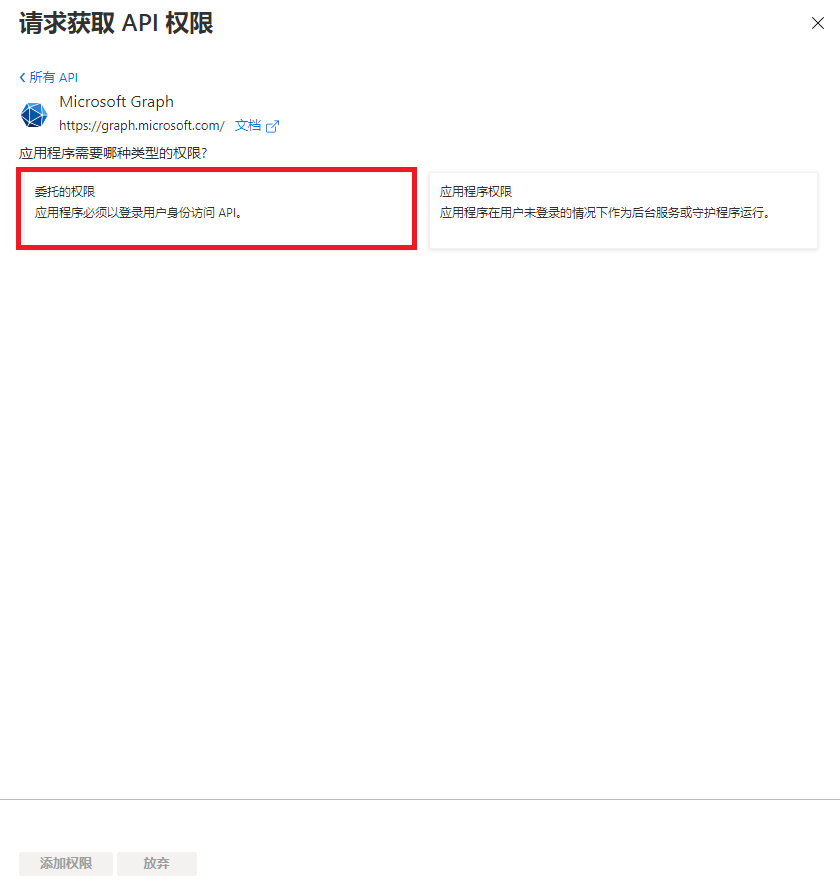 请求获取 API 权限
所有 API
Microsoft Graph
https://graph.microsoft.com/ 文档
应用程序需要哪种类型的权限?
委托的权限
应用程序必须以登录用户身份访问 API。
应用程序权限
应用程序在用户未登录的情况下作为后台服务或守护程序运行。
添加权限 放弃